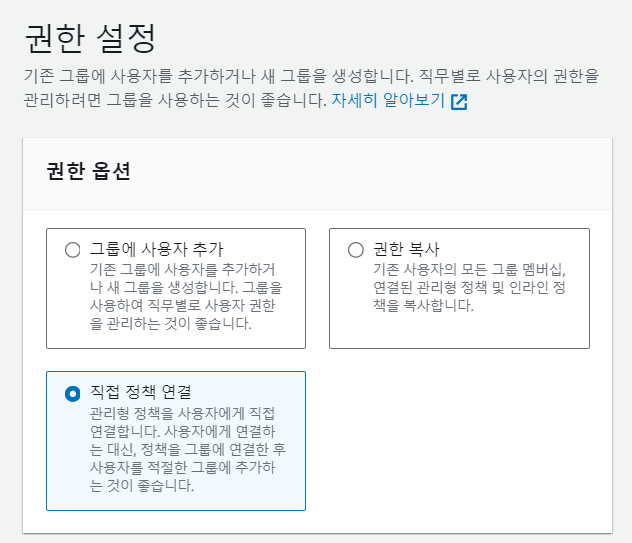 권한 설정
기존 그룹에 사용자를 추가하거나 새 그룹을 생성합니다. 직무별로 사용자의 권한을
관리하려면 그룹을 사용하는 것이 좋습니다. 자세히 알아보기
권한 옵션
그룹에 사용자 추가
기존 그룹에 사용자를 추가하거
나 새 그룹을 생성합니다. 그룹을
사용하여 직무별로 사용자 권한
을 관리하는 것이 좋습니다.
권한 복사
기존 사용자의 모든 그룹 멤버십,
연결된 관리형 정책 및 인라인 정
책을 복사합니다.
직접 정책 연결
관리형 정책을 사용자에게 직접
연결합니다. 사용자에게 연결하
는 대신, 정책을 그룹에 연결한 후
사용자를 적절한 그룹에 추가하
는 것이 좋습니다.